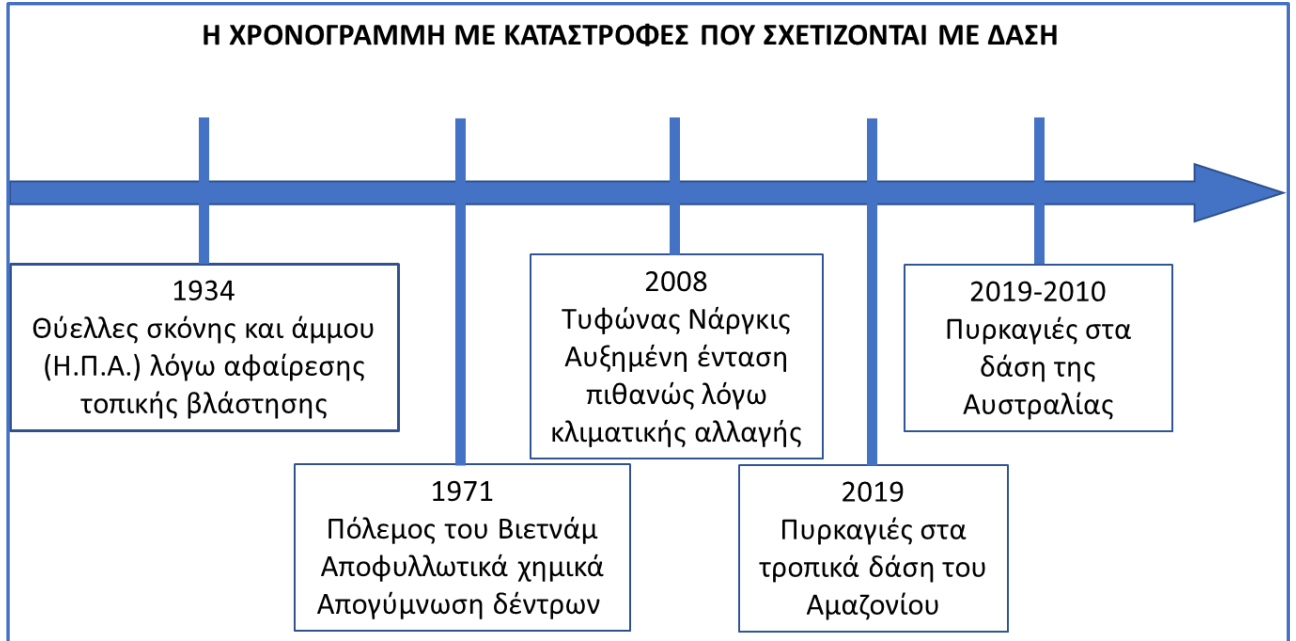 Η ΧΡΟΝΟΓΡΑΜΜΗ ΜΕ ΚΑΤΑΣΤΡΟΦΕΣ ΠΟΥ ΣΧΕΤΙΖΟΝΤΑΙ ΜΕ ΔΑΣΗ
1934
Θύελλες σκόνης και άμμου
(Η.Π.Α.) λόγω αφαίρεσης
τοπικής βλάστησης
1971
Πόλεμος του Βιετνάμ
Αποφυλλωτικά χημικά
Απογύμνωση δέντρων
2008
Τυφώνας Νάργκις
Αυξημένη ένταση
πιθανώς λόγω
κλιματικής αλλαγής
2019
Πυρκαγιές στα
τροπικά δάση του
Αμαζονίου
2019-2010
Πυρκαγιές στα
δάση της
Αυστραλίας